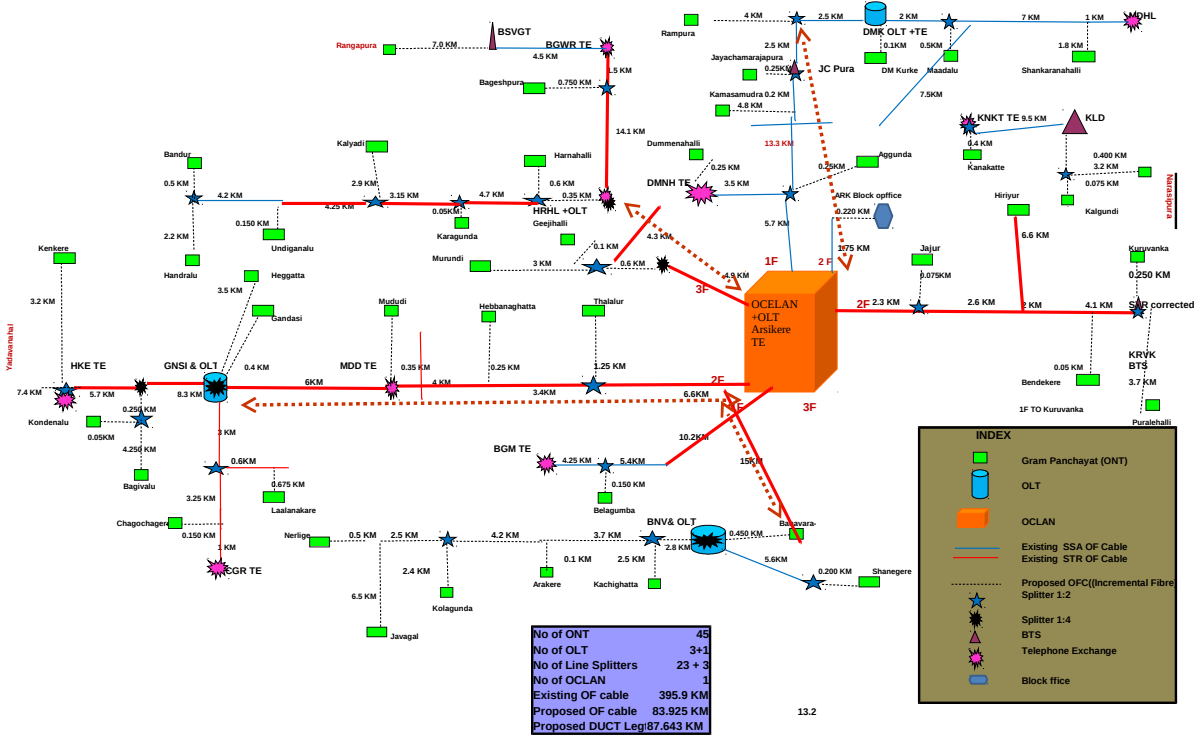 4 KM
2.5 KM
2 KM
7 KM
1 KM
MDHL
Rampura
DMK OLT +TE
BSVGT
Rangapura
7.0 KM
4.5 KM
BGWR TE
2.5 KM
0.1KM
0.5KM
1.8 KM
Jayachamarajapura
0.25KM
JC Pura
DM Kurke
Maadalu
Shankaranahalli
1.5 KM
Bageshpura
0.750 KM
Kamasamudra
0.2 KM
4.8 KM
7.5KM
KNKT TE
9.5 KM
KLD
14.1 KM
13.3 KM
0.4 KM
Kanakatte
Kalyadi
Harnahalli
Dummenahalli
Bandur
0.25 KM
0.25KM
Aggunda
0.400 KM
3.2 KM
0.075 KM
Narasipura
0.5 KM
4.2 KM
2.9 KM
3.15 KM
4.7 KM
0.6 KM
0.35 KM
DMNH TE
3.5 KM
ARK Block opffice
Hiriyur
Kalgundi
4.25 KM
0.05KM
HRHL +OLT
Geejihalli
0.220 KM
0.150 KM
Karagunda
5.7 KM
6.6 KM
2.2 KM
Undiganalu
4.3 KM
0.1 KM
1.75 KM
Kenkere
Handralu
Heggatta
Murundi
3 KM
0.6 KM
1F
2 F
Jajur
Kuruvanka
0.250 KM
3.5 KM
4.9 KM
0.075KM
3F
3.2 KM
Gandasi
Mududi
Hebbanaghatta
Thalalur
OCELAN
+OLT
Arsikere
TE
2F
2.3 KM
2.6 KM
2 KM
4.1 KM
SVR corrected
Yadavanahal
HKE TE
GNSI & OLT
0.4 KM
MDD TE
0.35 KM
0.25 KM
1.25 KM
KRVK
BTS
0.05 KM
3.7 KM
Bendekere
7.4 KM
5.7 KM
8.3 KM
6KM
4 KM
3.4KM
6.6KM
2F
1F
3F
1F TO Kuruvanka
Puralehalli
Kondenalu
0.250 KM
0.05KM
4.250 KM
3 KM
10.2KM
15KM
BGM TE
4.25 KM
5.4KM
Bagivalu
0.6KM
0.675 KM
0.150 KM
3.25 KM
Laalanakare
Belagumba
Chagochagere
0.150 KM
1 KM
CGR TE
Nerlige
0.5 KM
2.5 KM
4.2 KM
3.7 KM
BNV& OLT
2.8 KM
0.450 KM
Banavara-
5.6KM
2.4 KM
0.1 KM
2.5 KM
0.200 KM
Shanegere
Arakere
Kachighatta
6.5 KM
Kolagunda
Javagal
INDEX
Gram Panchayat (ONT)
OLT
OCLAN
Existing SSA OF Cable
Existing STR OF Cable
Proposed OFC((Incremental Fibre
Splitter 1:2
Splitter 1:4
BTS
Telephone Exchange
Block ffice
No of ONT 45
No of OLT 3+1
No of Line Splitters 23 + 3
No of OCLAN 1
Existing OF cable 395.9 KM
Proposed OF cable 83.925 KM
Proposed DUCT Leg 87.643 KM
13.2